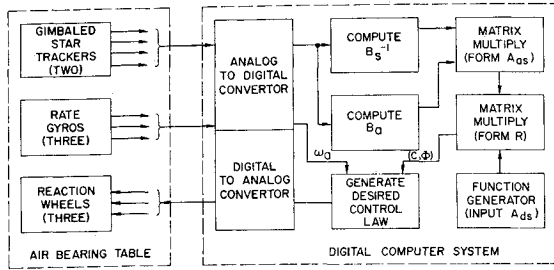 GIMBALED
STAR
TRACKERS
(TWO)
RATE
GYROS
(THREE)
REACTION
WHEELS
(THREE)
AIR BEARING TABLE
ANALOG
TO DIGITAL
CONVERTOR
DIGITAL
TO ANALOG
CONVERTOR
COMPUTE
Bs⁻¹
COMPUTE
Ba
ωa
(C,Φ)
GENERATE
DESIRED
CONTROL
LAW
MATRIX
MULTIPLY
(FORM Aas)
MATRIX
MULTIPLY
(FORM R)
FUNCTION
GENERATOR
(INPUT Ads)
DIGITAL COMPUTER SYSTEM